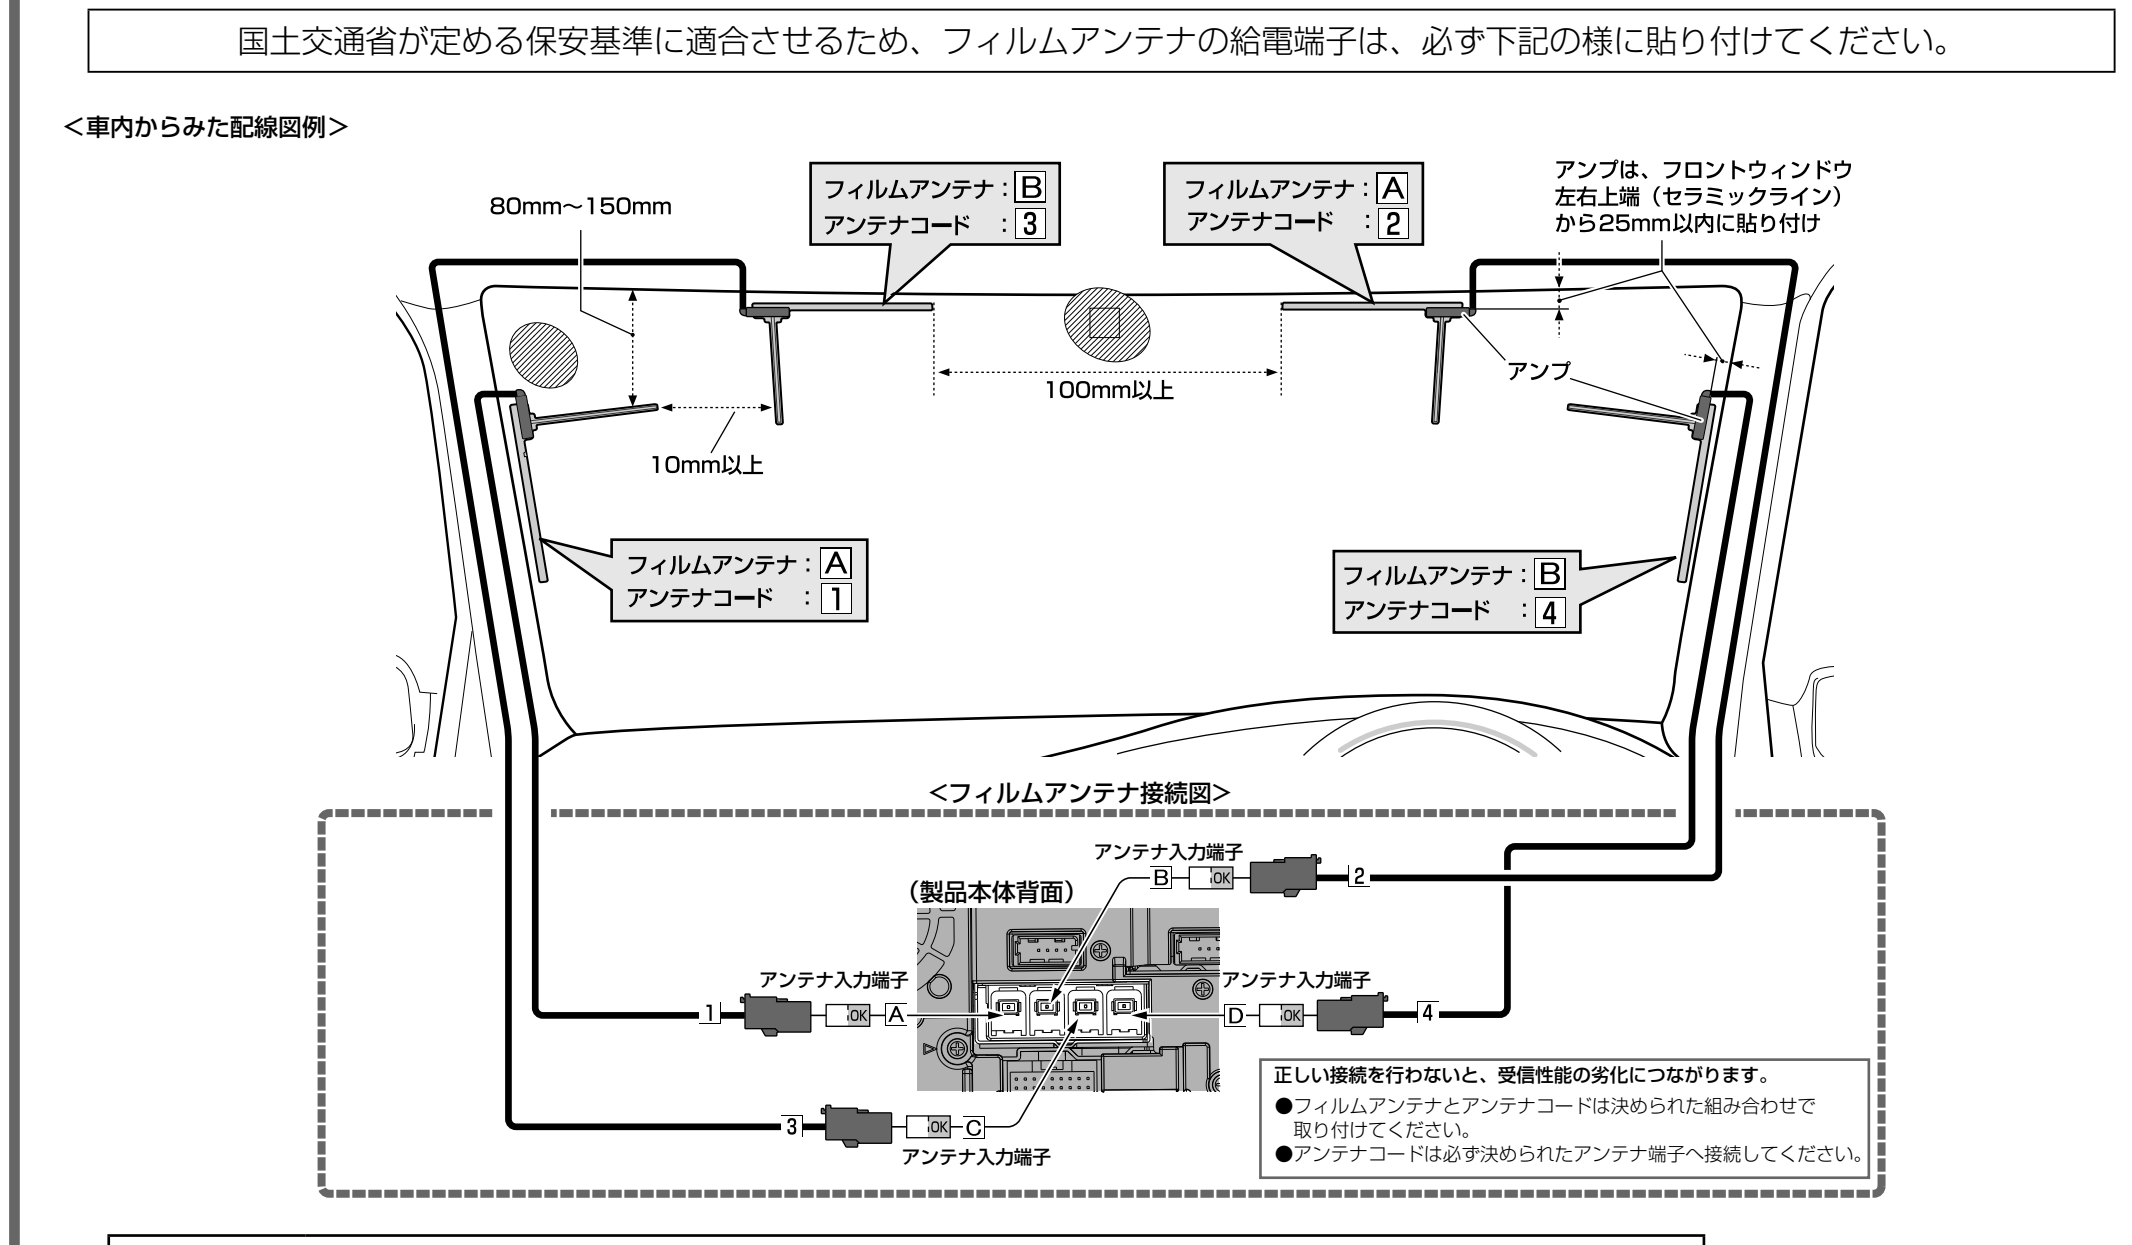 国土交通省が定める保安基準に適合させるため、フィルムアンテナの給電端子は、必ず下記の様に貼り付けてください。
＜車内からみた配線図例＞
80mm～150mm
フィルムアンテナ：B
アンテナコード　：3
フィルムアンテナ：A
アンテナコード　：2
アンプは、フロントウィンドウ
左右上端（セラミックライン）
から25mm以内に貼り付け
アンプ
100mm以上
10mm以上
フィルムアンテナ：A
アンテナコード　：1
フィルムアンテナ：B
アンテナコード　：4
＜フィルムアンテナ接続図＞
アンテナ入力端子
B OK 2
（製品本体背面）
アンテナ入力端子
1 OK A
アンテナ入力端子
D OK 4
3 OK C
アンテナ入力端子
正しい接続を行わないと、受信性能の劣化につながります。
●フィルムアンテナとアンテナコードは決められた組み合わせで
取り付けてください。
●アンテナコードは必ず決められたアンテナ端子へ接続してください。